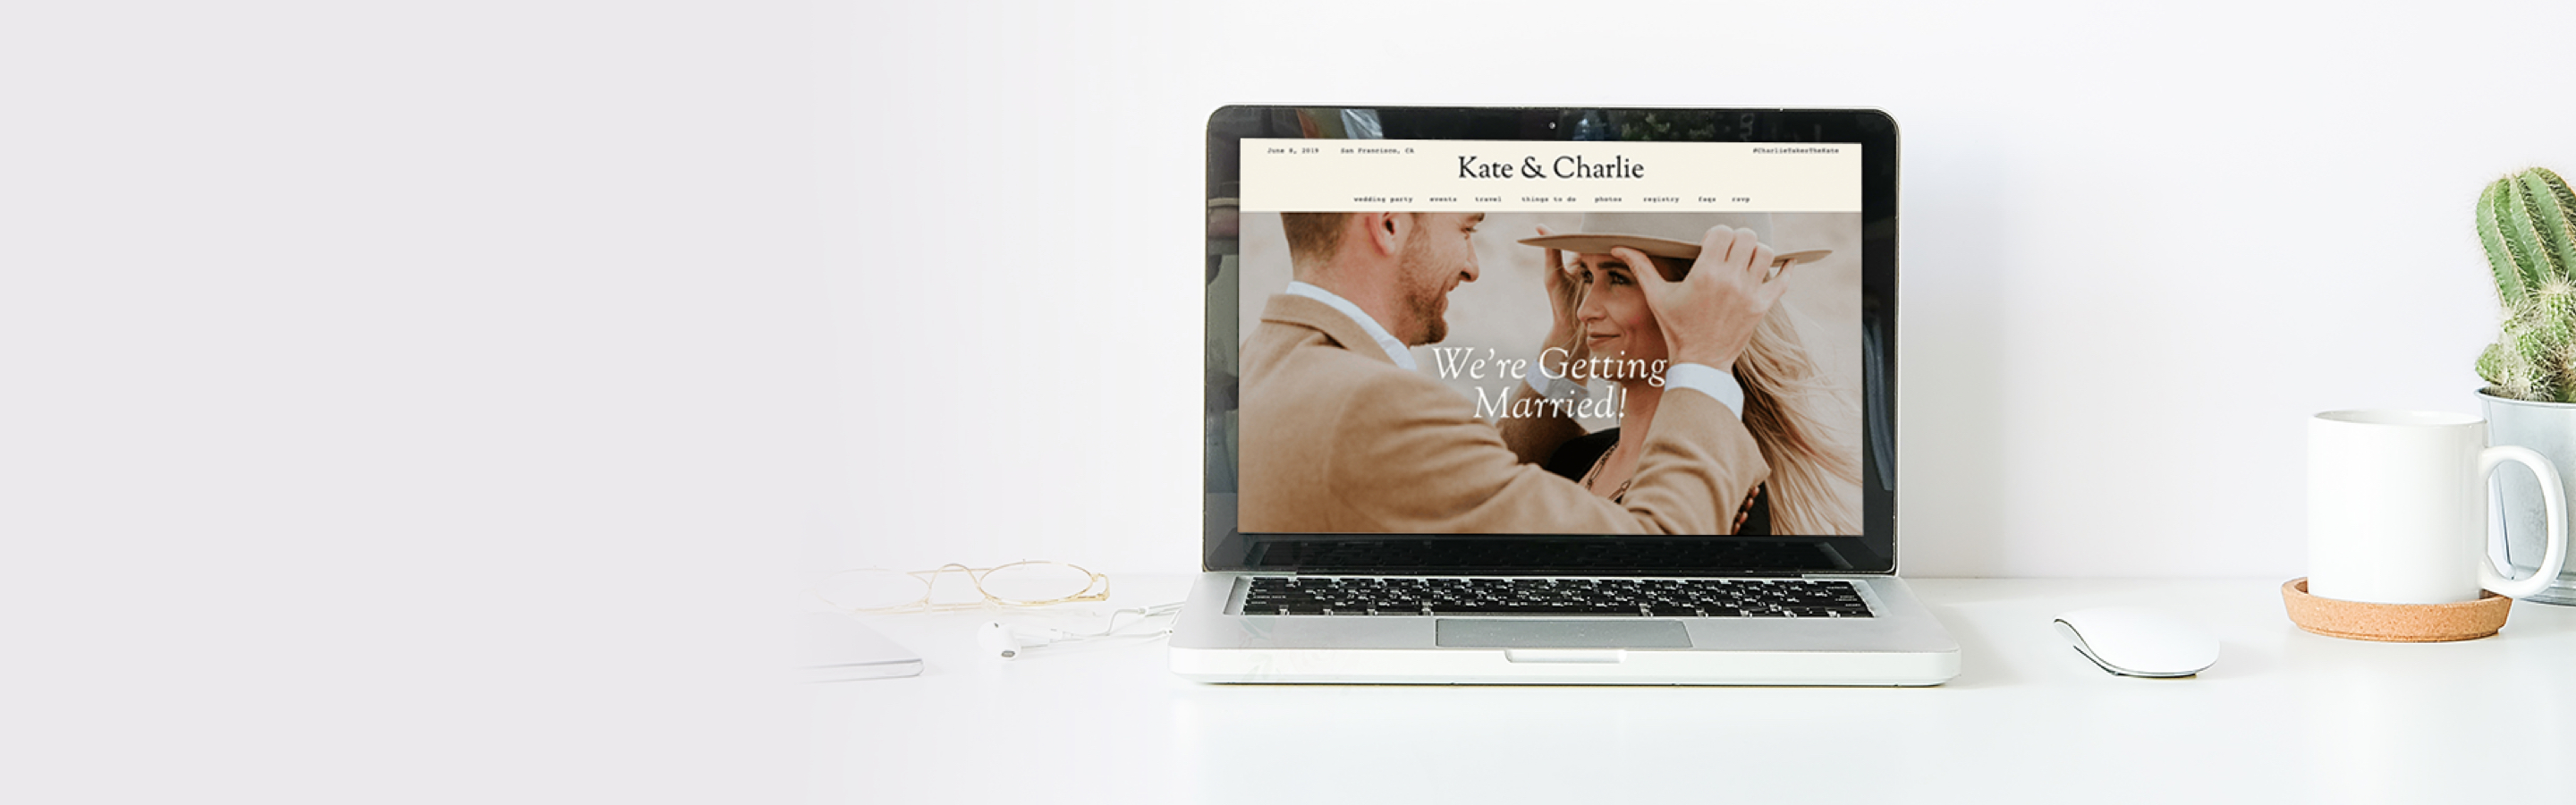 June 8, 2019 San Francisco, CA #CharlieTakesTheKate
Kate & Charlie
wedding party events travel things to do photos registry faqs rsvp
We're Getting
Married!